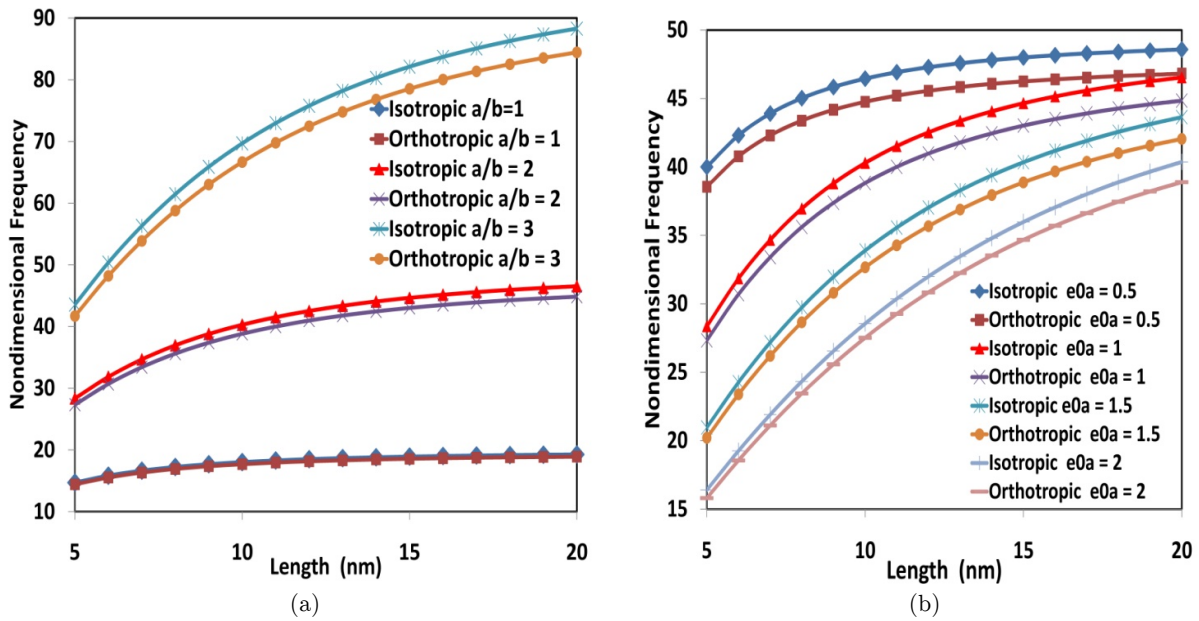 90
80
70
60
50
40
30
20
10
Nondimensional Frequency
Isotropic a/b=1
Orthotropic a/b = 1
Isotropic a/b = 2
Orthotropic a/b = 2
Isotropic a/b = 3
Orthotropic a/b = 3
5 10 15 20
Length (nm)
(a)
50
45
40
35
30
25
20
15
Nondimensional Frequency
Isotropic e0a = 0.5
Orthotropic e0a = 0.5
Isotropic e0a = 1
Orthotropic e0a = 1
Isotropic e0a = 1.5
Orthotropic e0a = 1.5
Isotropic e0a = 2
Orthotropic e0a = 2
5 10 15 20
Length (nm)
(b)